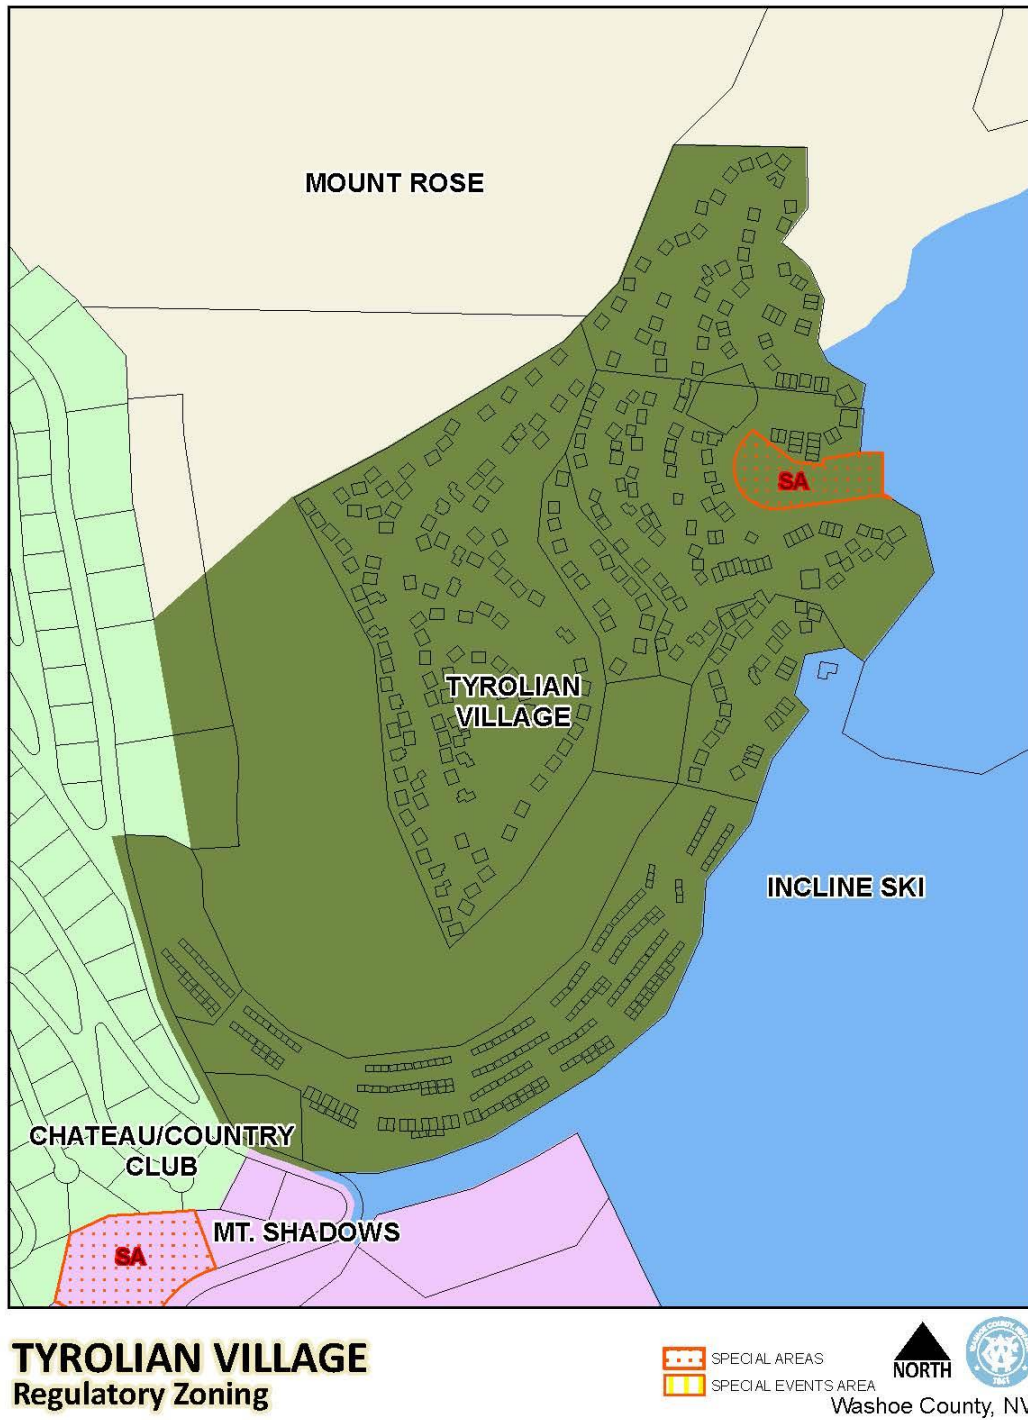 MOUNT ROSE
SA
TYROLIAN
VILLAGE
INCLINE SKI
CHATEAU/COUNTRY
CLUB
MT. SHADOWS
SA
TYROLIAN VILLAGE
Regulatory Zoning
SPECIAL AREAS
SPECIAL EVENTS AREA
NORTH
1861
Washoe County, NV